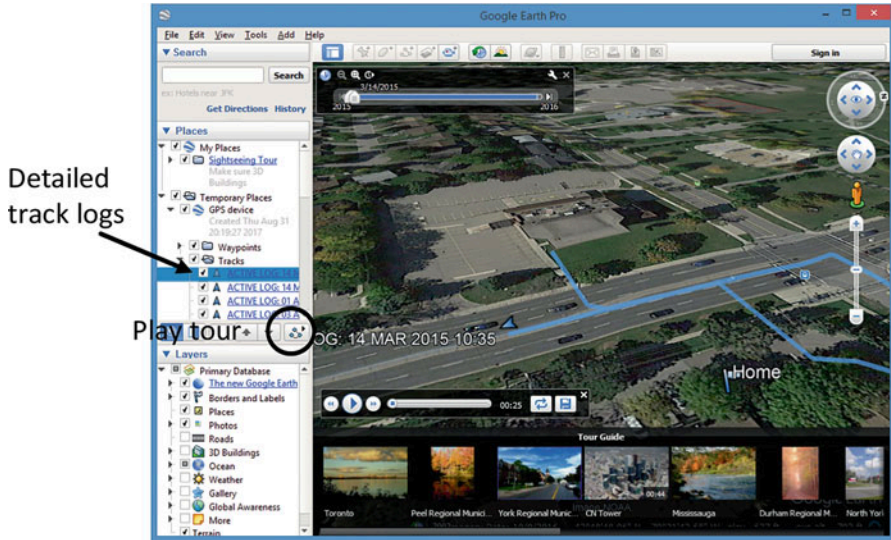 Google Earth Pro
File Edit View Tools Add Help
Search
Sign in
Search
ex: Hotels near JFK
Get Directions History
3/14/2015
2015 2016
Places
My Places
Sightseeing Tour
Make sure 3D
Buildings
Temporary Places
GPS device
Created Thu Aug 31
20:19:27 2017
Waypoints
Tracks
ACTIVE LOG: 14 M
ACTIVE LOG: 14 M
ACTIVE LOG: 01 A
ACTIVE LOG: 03 A
Detailed
track logs
Play tour
OG: 14 MAR 2015 10:35
Home
Layers
Primary Database
The new Google Earth
Borders and Labels
Places
Photos
Roads
3D Buildings
Ocean
Weather
Gallery
Global Awareness
More
Terrain
00:25
Tour Guide
00:44
Toronto
Peel Regional Munici...
York Regional Munic...
CN Tower
Mississauga
Durham Regional M...
North Yor